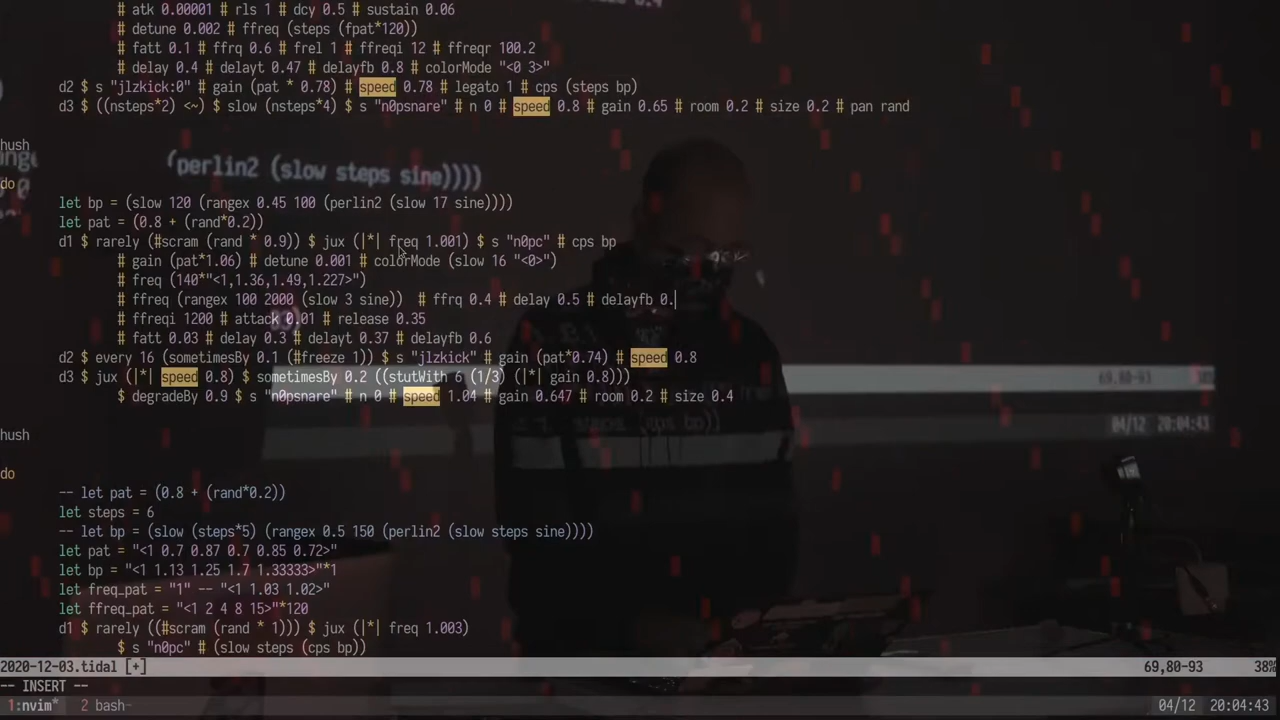 # atk 0.00001 # rls 1 # dcy 0.5 # sustain 0.06
# detune 0.002 # ffreq (steps (fpat*120))
# fatt 0.1 # ffrq 0.6 # frel 1 # ffreqi 12 # ffreqr 100.2
# delay 0.4 # delayt 0.47 # delayfb 0.8 # colorMode "<0 3>"
d2 $ s "jlzkick:0" # gain (pat * 0.78) # speed 0.78 # legato 1 # cps (steps bp)
d3 $ ((nsteps*2) <~) $ slow (nsteps*4) $ s "n0psnare" # n 0 # speed 0.8 # gain 0.65 # room 0.2 # size 0.2 # pan rand
hush
(perlin2 (slow steps sine))))
do
let bp = (slow 120 (rangex 0.45 100 (perlin2 (slow 17 sine))))
let pat = (0.8 + (rand*0.2))
d1 $ rarely (#scram (rand * 0.9)) $ jux (|*| freq 1.001) $ s "n0pc" # cps bp
# gain (pat*1.06) # detune 0.001 # colorMode (slow 16 "<0>")
# freq (140*"<1,1.36,1.49,1.227>")
# ffreq (rangex 100 2000 (slow 3 sine))  # ffrq 0.4 # delay 0.5 # delayfb 0.
# ffreqi 1200 # attack 0.01 # release 0.35
# fatt 0.03 # delay 0.3 # delayt 0.37 # delayfb 0.6
d2 $ every 16 (sometimesBy 0.1 (#freeze 1)) $ s "jlzkick" # gain (pat*0.74) # speed 0.8
d3 $ jux (|*| speed 0.8) $ sometimesBy 0.2 ((stutWith 6 (1/3) (|*| gain 0.8)))
69,80-93
$ degradeBy 0.9 $ s "n0psnare" # n 0 # speed 1.04 # gain 0.647 # room 0.2 # size 0.4
04/12 20:04:43
hush
do
-- let pat = (0.8 + (rand*0.2))
let steps = 6
-- let bp = (slow (steps*5) (rangex 0.5 150 (perlin2 (slow steps sine))))
let pat = "<1 0.7 0.87 0.7 0.85 0.72>"
let bp = "<1 1.13 1.25 1.7 1.33333>"*1
let freq_pat = "1" -- "<1 1.03 1.02>"
let ffreq_pat = "<1 2 4 8 15>"*120
d1 $ rarely ((#scram (rand * 1))) $ jux (|*| freq 1.003)
$ s "n0pc" # (slow steps (cps bp))
2020-12-03.tidal [+] 69,80-93 38%
-- INSERT --
1:nvim* 2 bash- 04/12 20:04:43